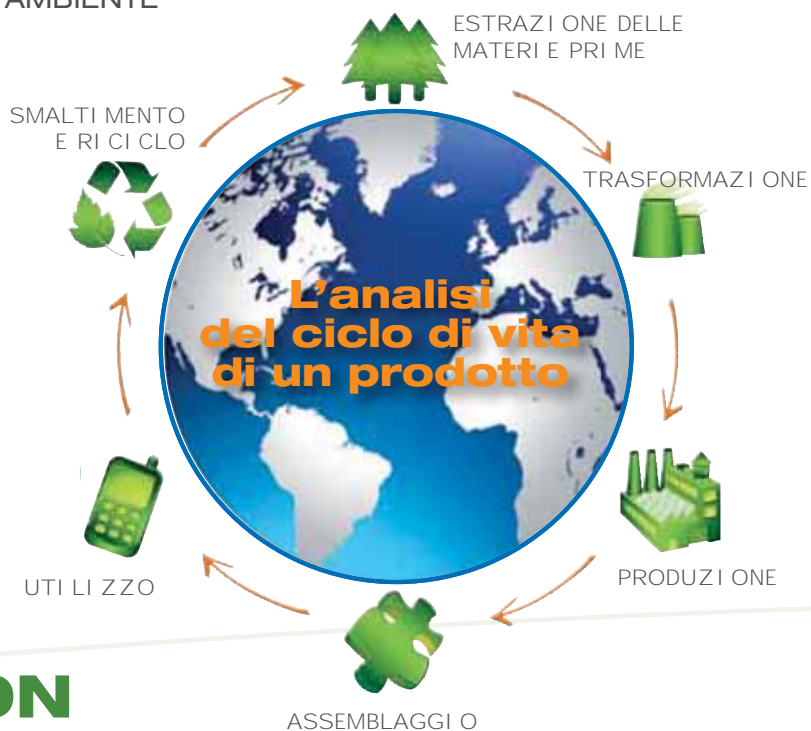 AMBIENTE
ESTRAZIONE DELLE
MATERIE PRIME
SMALTIMENTO
E RICICLO
TRASFORMAZIONE
L'analisi
del ciclo di vita
di un prodotto
UTILIZZO
PRODUZIONE
ASSEMBLAGGIO
ON